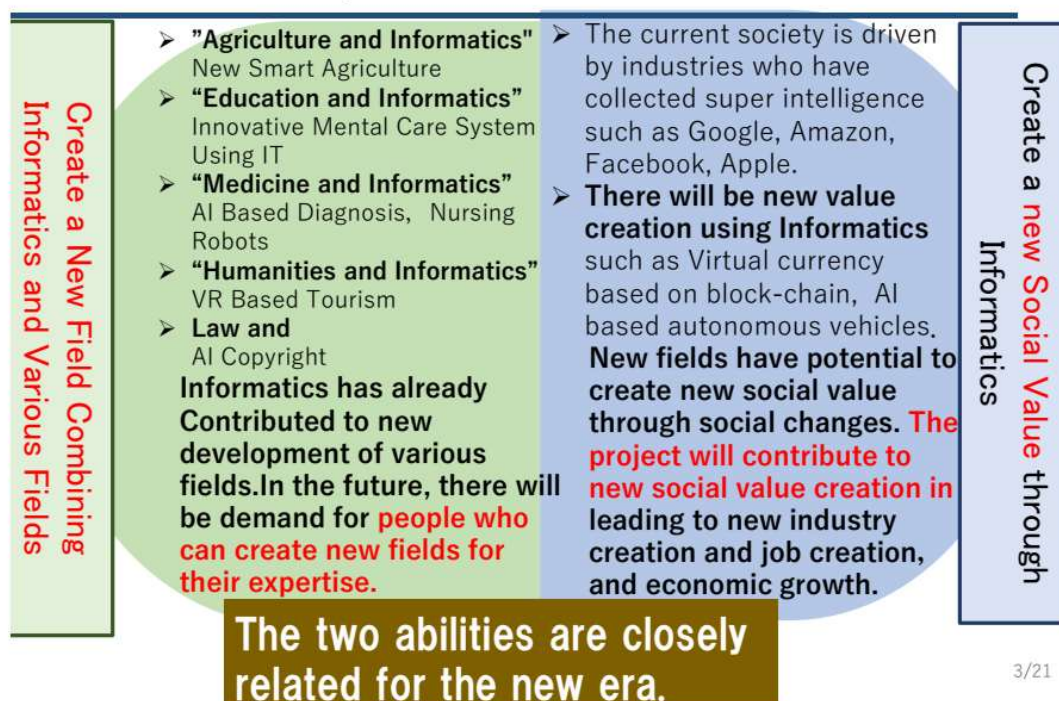 Create a New Field Combining
Informatics and Various Fields
➢ ”Agriculture and Informatics"
New Smart Agriculture
➢ “Education and Informatics”
Innovative Mental Care System
Using IT
➢ “Medicine and Informatics”
AI Based Diagnosis,  Nursing
Robots
➢ “Humanities and Informatics”
VR Based Tourism
➢ Law and
AI Copyright
Informatics has already
Contributed to new
development of various
fields.In the future, there will
be demand for people who
can create new fields for
their expertise.
➢ The current society is driven
by industries who have
collected super intelligence
such as Google, Amazon,
Facebook, Apple.
➢ There will be new value
creation using Informatics
such as Virtual currency
based on block-chain,  AI
based autonomous vehicles.
New fields have potential to
create new social value
through social changes. The
project will contribute to
new social value creation in
leading to new industry
creation and job creation,
and economic growth.
Create a new Social Value through
Informatics
The two abilities are closely
related for the new era.
3/21